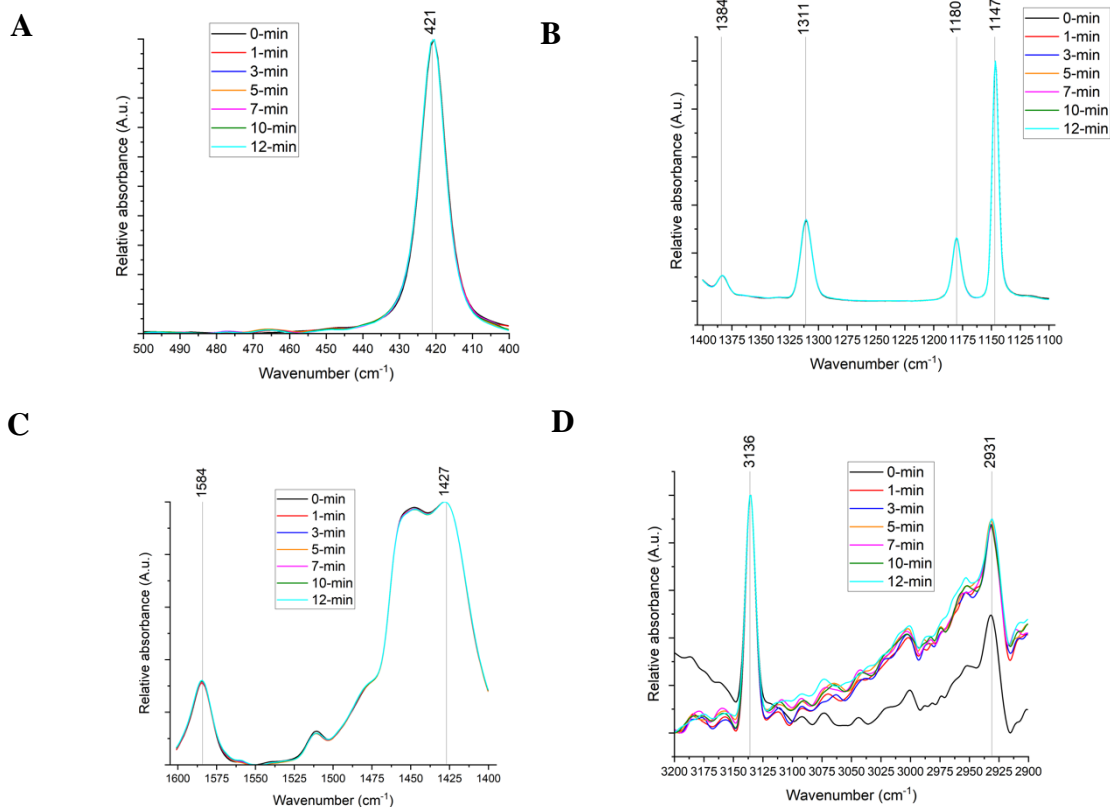 A
421
0-min
1-min
3-min
5-min
7-min
10-min
12-min
Relative absorbance (A.u.)
500 490 480 470 460 450 440 430 420 410 400
Wavenumber (cm⁻¹)
B
1384 1311 1180 1147
0-min
1-min
3-min
5-min
7-min
10-min
12-min
Relative absorbance (A.u.)
1400 1375 1350 1325 1300 1275 1250 1225 1200 1175 1150 1125 1100
Wavenumber (cm⁻¹)
C
1584 1427
0-min
1-min
3-min
5-min
7-min
10-min
12-min
Relative absorbance (A.u.)
1600 1575 1550 1525 1500 1475 1450 1425 1400
Wavenumber (cm⁻¹)
D
3136 2931
0-min
1-min
3-min
5-min
7-min
10-min
12-min
Relative absorbance (A.u.)
3200 3175 3150 3125 3100 3075 3050 3025 3000 2975 2950 2925 2900
Wavenumber (cm⁻¹)